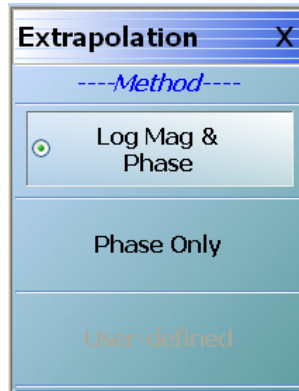 Extrapolation X
----Method----
Log Mag &
Phase
Phase Only
User-defined